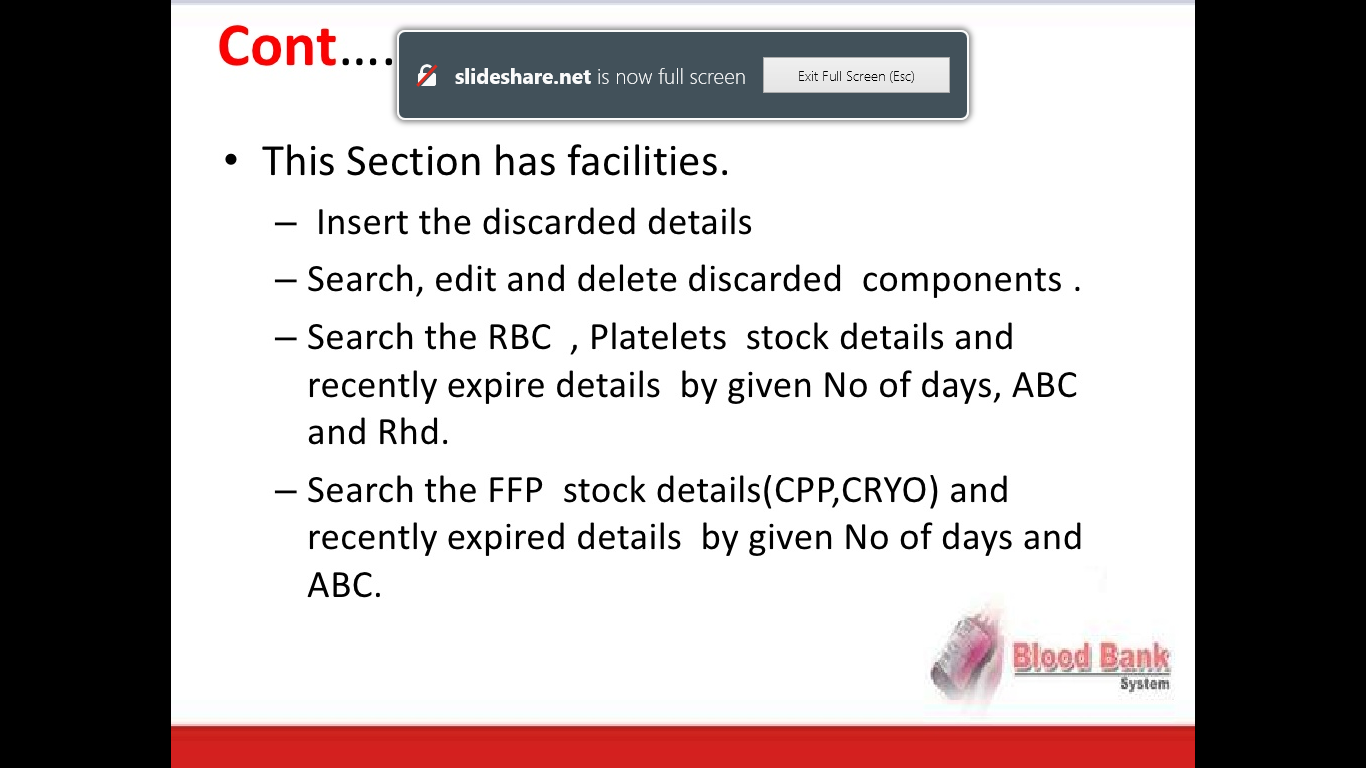 Cont....
slideshare.net is now full screen
Exit Full Screen (Esc)
• This Section has facilities.
– Insert the discarded details
– Search, edit and delete discarded components .
– Search the RBC , Platelets stock details and
recently expire details by given No of days, ABC
and Rhd.
– Search the FFP stock details(CPP,CRYO) and
recently expired details by given No of days and
ABC.
Blood Bank
System